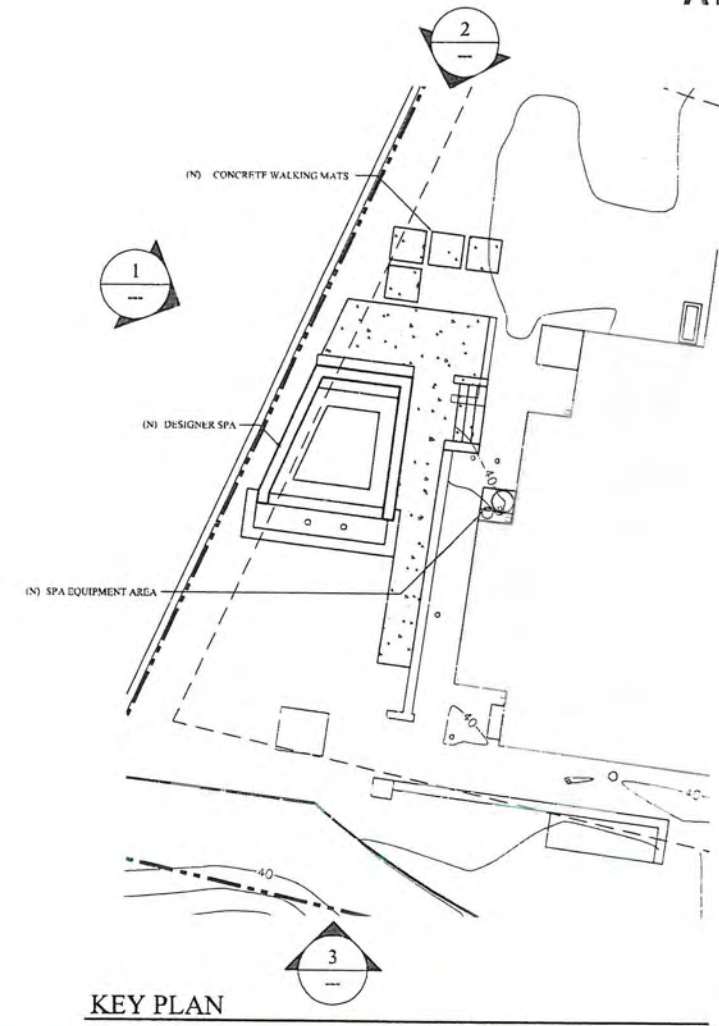 2
---
(N) CONCRETE WALKING MATS
1
---
(N) DESIGNER SPA
40
(N) SPA EQUIPMENT AREA
40
40
40
3
---
KEY PLAN